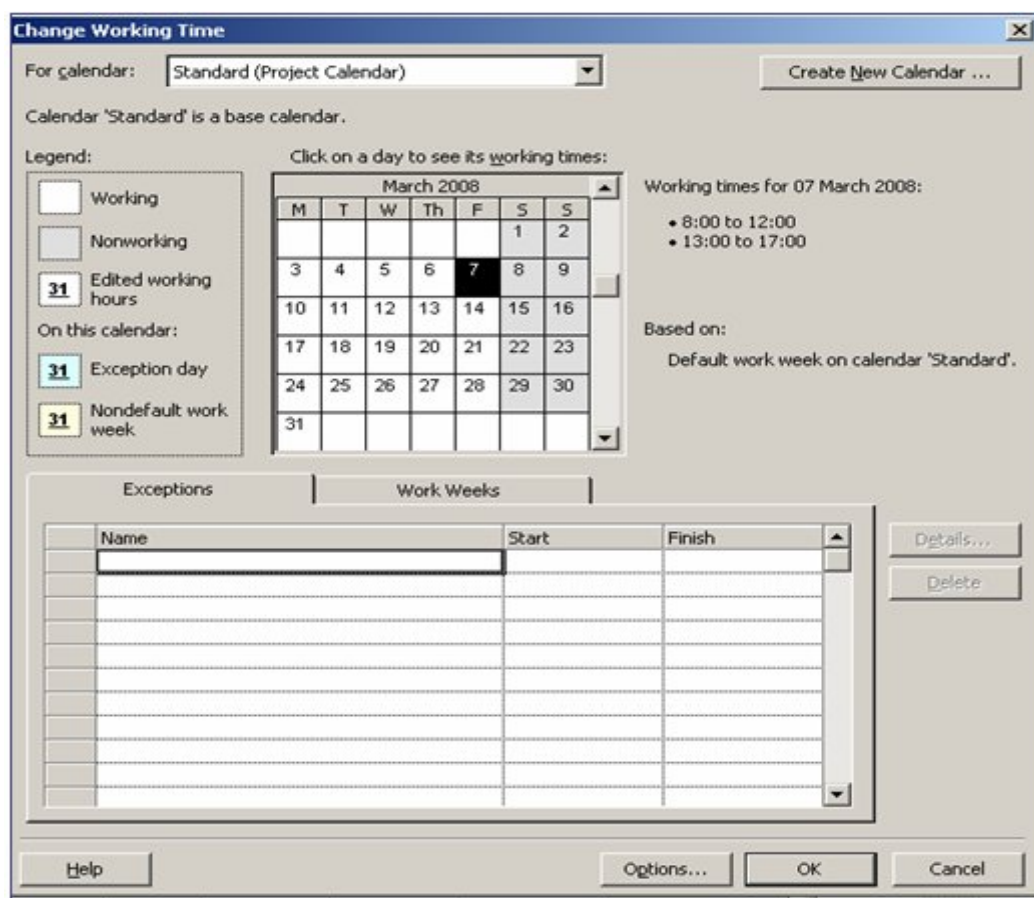 Change Working Time
For calendar: Standard (Project Calendar) Create New Calendar ...
Calendar 'Standard' is a base calendar.
Legend:
Working
Nonworking
31 Edited working
hours
On this calendar:
31 Exception day
31 Nondefault work
week
Click on a day to see its working times:
March 2008
M T W Th F S S
1 2
3 4 5 6 7 8 9
10 11 12 13 14 15 16
17 18 19 20 21 22 23
24 25 26 27 28 29 30
31
Working times for 07 March 2008:
• 8:00 to 12:00
• 13:00 to 17:00
Based on:
Default work week on calendar 'Standard'.
Exceptions Work Weeks
Name Start Finish
Details...
Delete
Help Options... OK Cancel